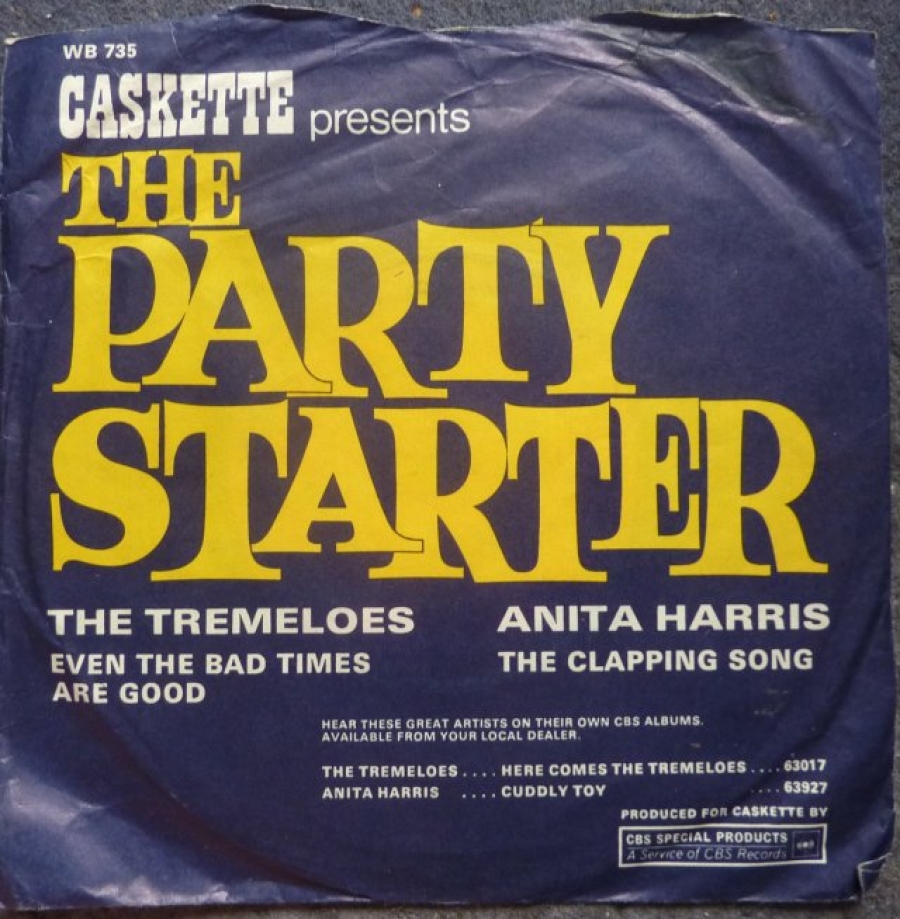 WB 735
CASKETTE presents
THE
PARTY
STARTER
THE TREMELOES
EVEN THE BAD TIMES
ARE GOOD
ANITA HARRIS
THE CLAPPING SONG
HEAR THESE GREAT ARTISTS ON THEIR OWN CBS ALBUMS.
AVAILABLE FROM YOUR LOCAL DEALER.
THE TREMELOES .... HERE COMES THE TREMELOES .... 63017
ANITA HARRIS .... CUDDLY TOY .... 63927
PRODUCED FOR CASKETTE BY
CBS SPECIAL PRODUCTS
A Service of CBS Records